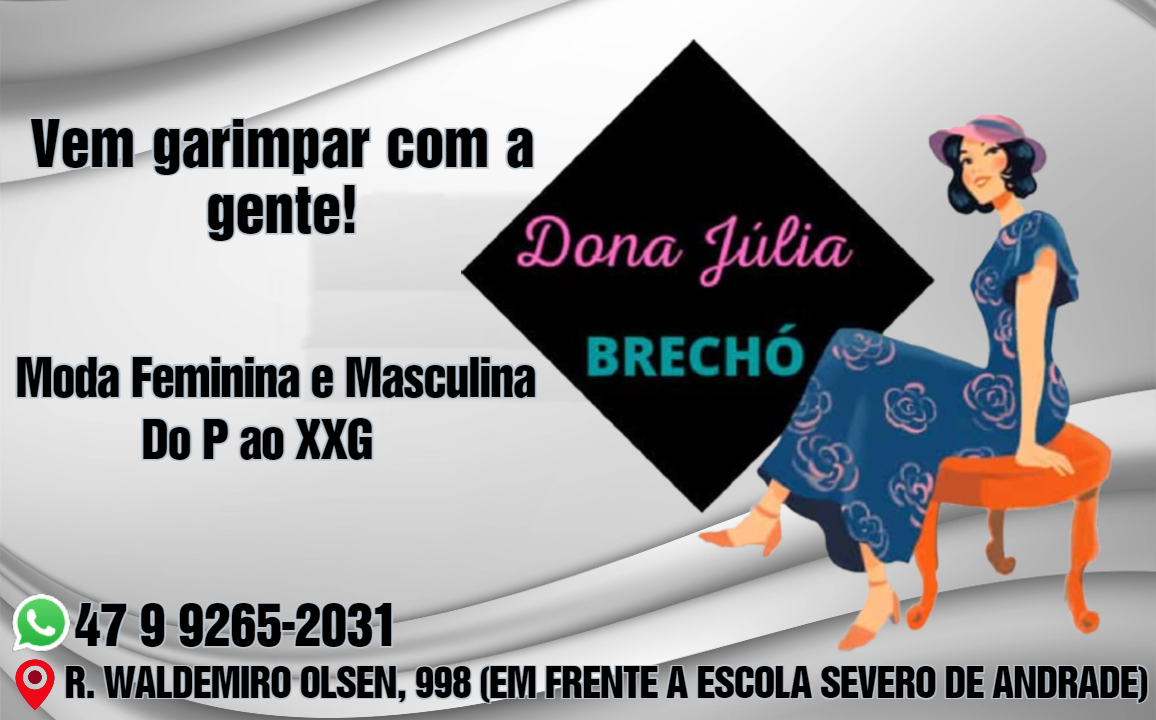 Vem garimpar com a
gente!
Dona Júlia
BRECHÓ
Moda Feminina e Masculina
Do P ao XXG
47 9 9265-2031
R. WALDEMIRO OLSEN, 998 (EM FRENTE A ESCOLA SEVERO DE ANDRADE)